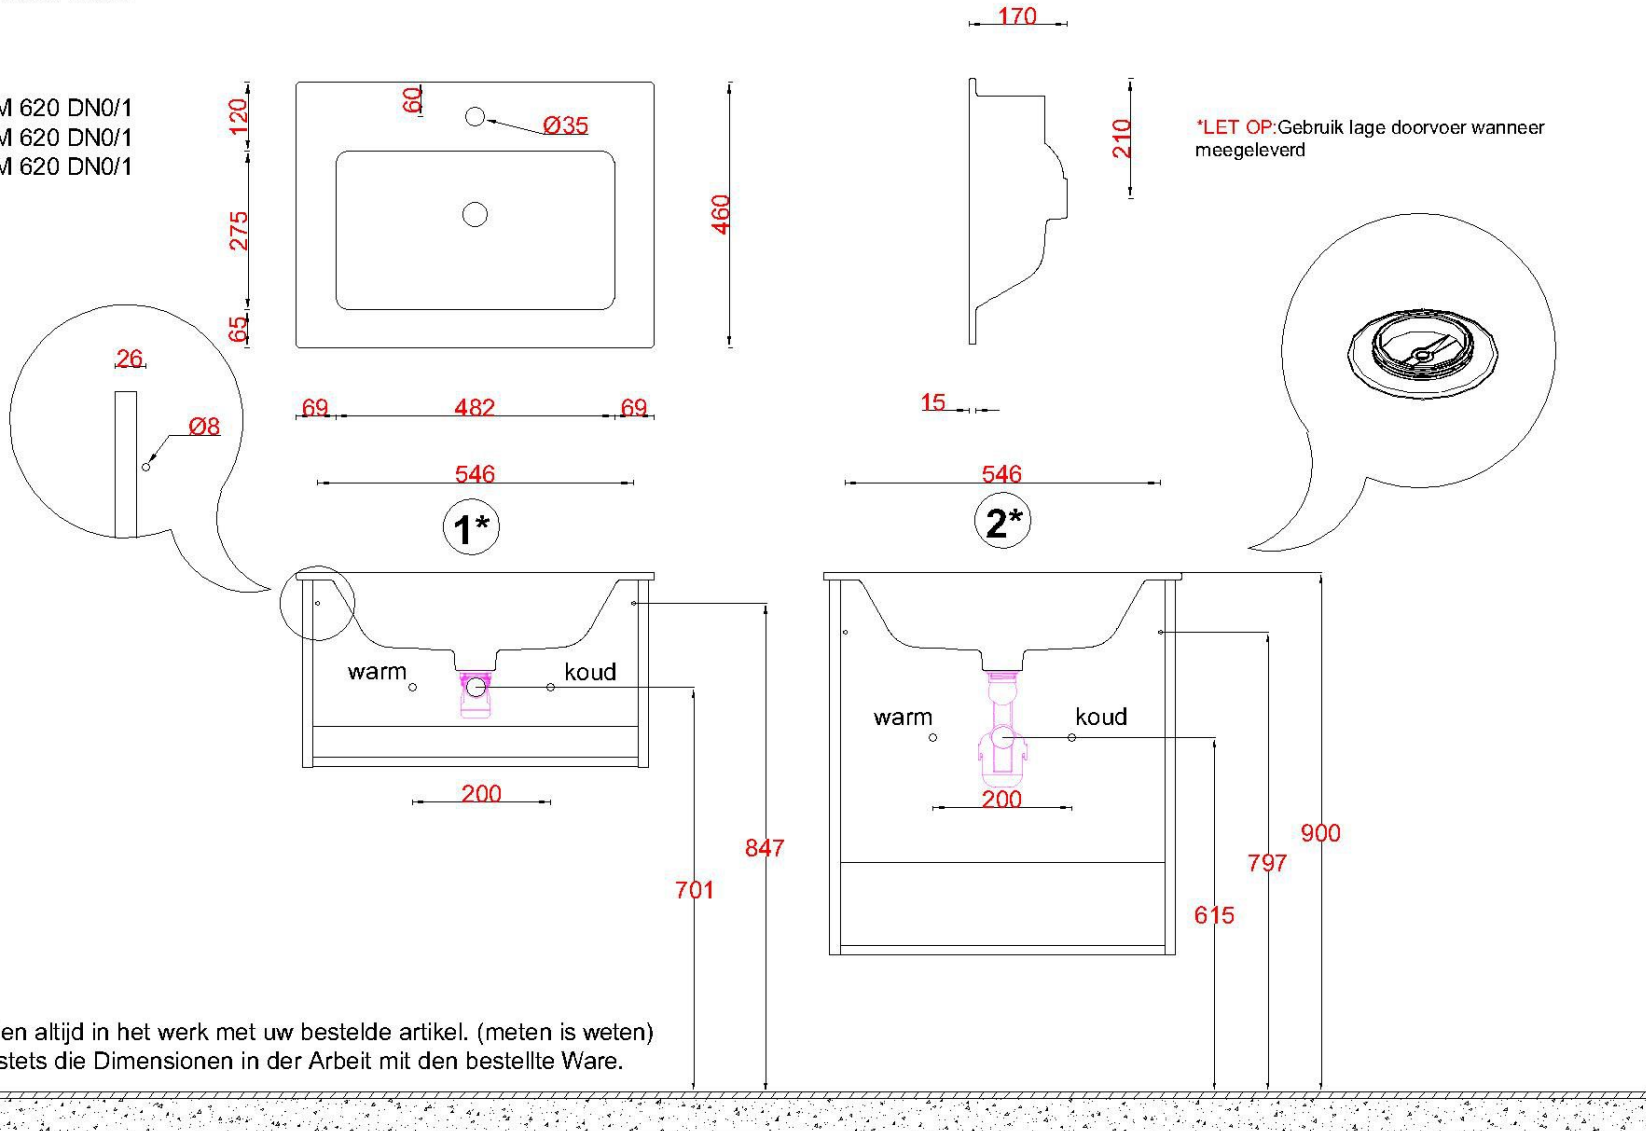 170
M 620 DN0/1
M 620 DN0/1
M 620 DN0/1
120
60
Ø35
275
65
460
210
*LET OP:Gebruik lage doorvoer wanneer
meegeleverd
26
Ø8
69
482
69
15
546
546
1*
2*
warm
koud
warm
koud
200
200
847
701
900
797
615
en altijd in het werk met uw bestelde artikel. (meten is weten)
stets die Dimensionen in der Arbeit mit den bestellte Ware.